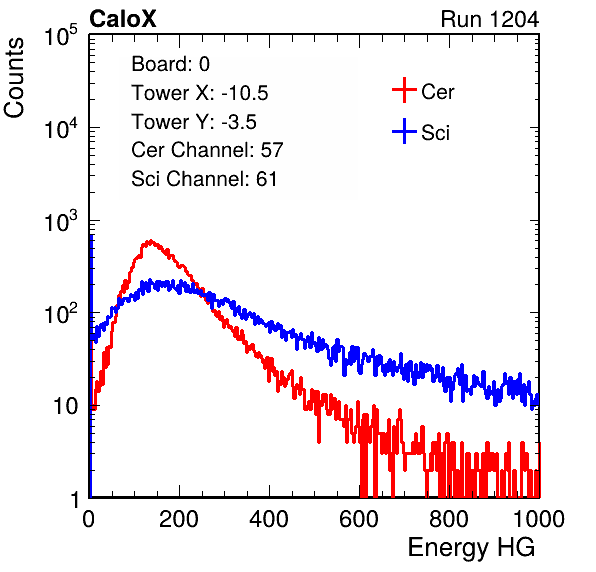 CaloX Run 1204
Counts
10^5
Board: 0
Tower X: -10.5
Tower Y: -3.5
Cer Channel: 57
Sci Channel: 61
Cer
Sci
10^4
10^3
10^2
10
1
0 200 400 600 800 1000
Energy HG